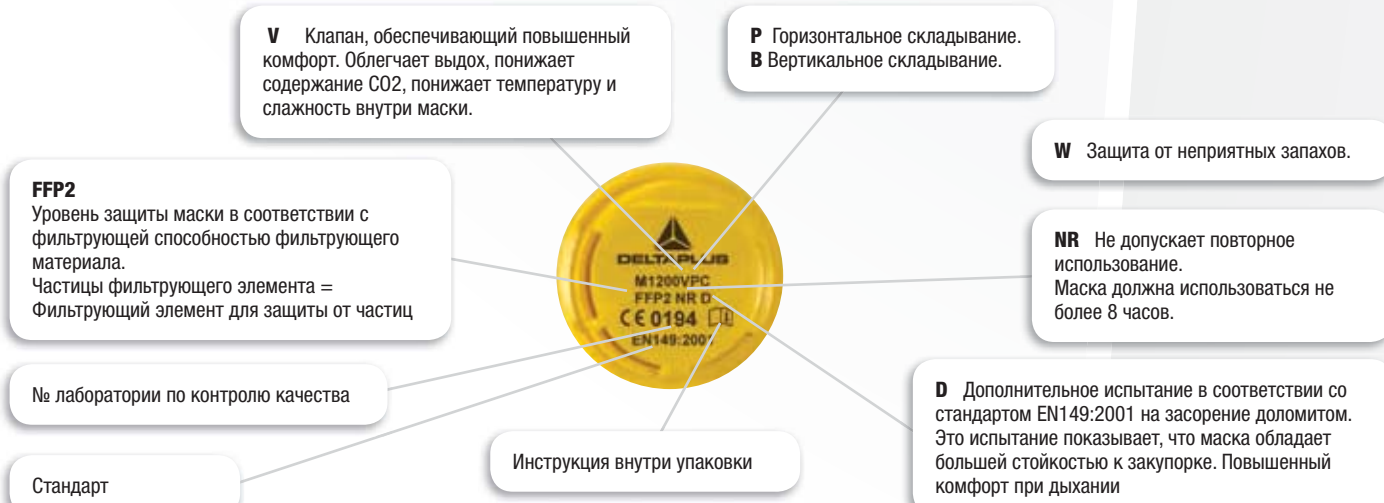 V Клапан, обеспечивающий повышенный
комфорт. Облегчает выдох, понижает
содержание CO2, понижает температуру и
слажность внутри маски.
P Горизонтальное складывание.
B Вертикальное складывание.
W Защита от неприятных запахов.
FFP2
Уровень защиты маски в соответствии с
фильтрующей способностью фильтрующего
материала.
Частицы фильтрующего элемента =
Фильтрующий элемент для защиты от частиц
DELTA PLUS
M1200VPC
FFP2 NR D
CE 0194
EN149:2001
NR Не допускает повторное
использование.
Маска должна использоваться не
более 8 часов.
№ лаборатории по контролю качества
D Дополнительное испытание в соответствии со
стандартом EN149:2001 на засорение доломитом.
Это испытание показывает, что маска обладает
большей стойкостью к закупорке. Повышенный
комфорт при дыхании
Инструкция внутри упаковки
Стандарт